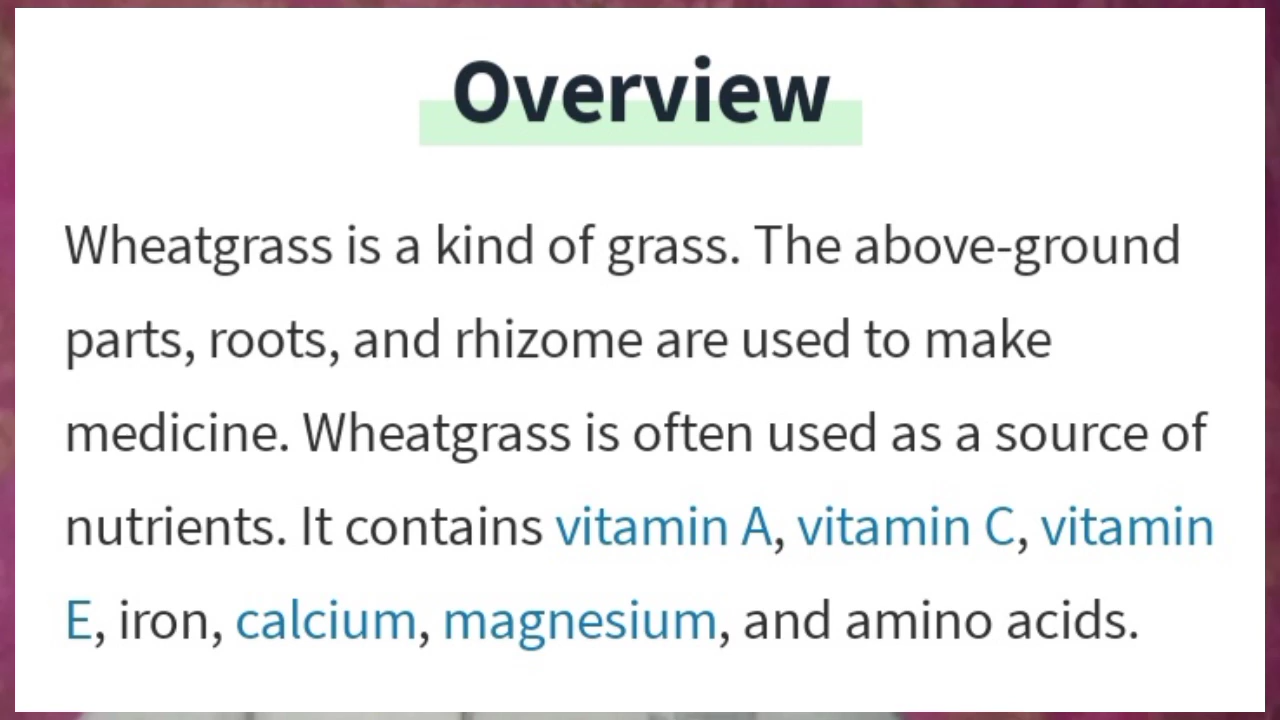 Overview
Wheatgrass is a kind of grass. The above-ground
parts, roots, and rhizome are used to make
medicine. Wheatgrass is often used as a source of
nutrients. It contains vitamin A, vitamin C, vitamin
E, iron, calcium, magnesium, and amino acids.